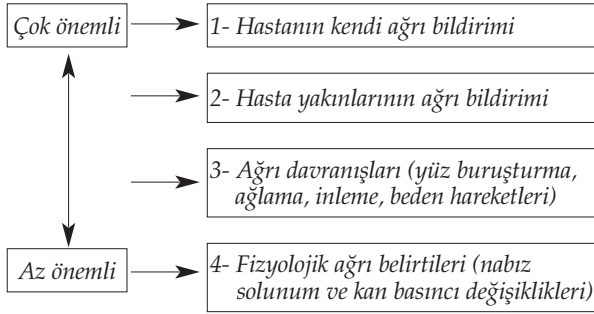 Çok önemli
1- Hastanın kendi ağrı bildirimi
2- Hasta yakınlarının ağrı bildirimi
3- Ağrı davranışları (yüz buruşturma,
ağlama, inleme, beden hareketleri)
Az önemli
4- Fizyolojik ağrı belirtileri (nabız
solunum ve kan basıncı değişiklikleri)